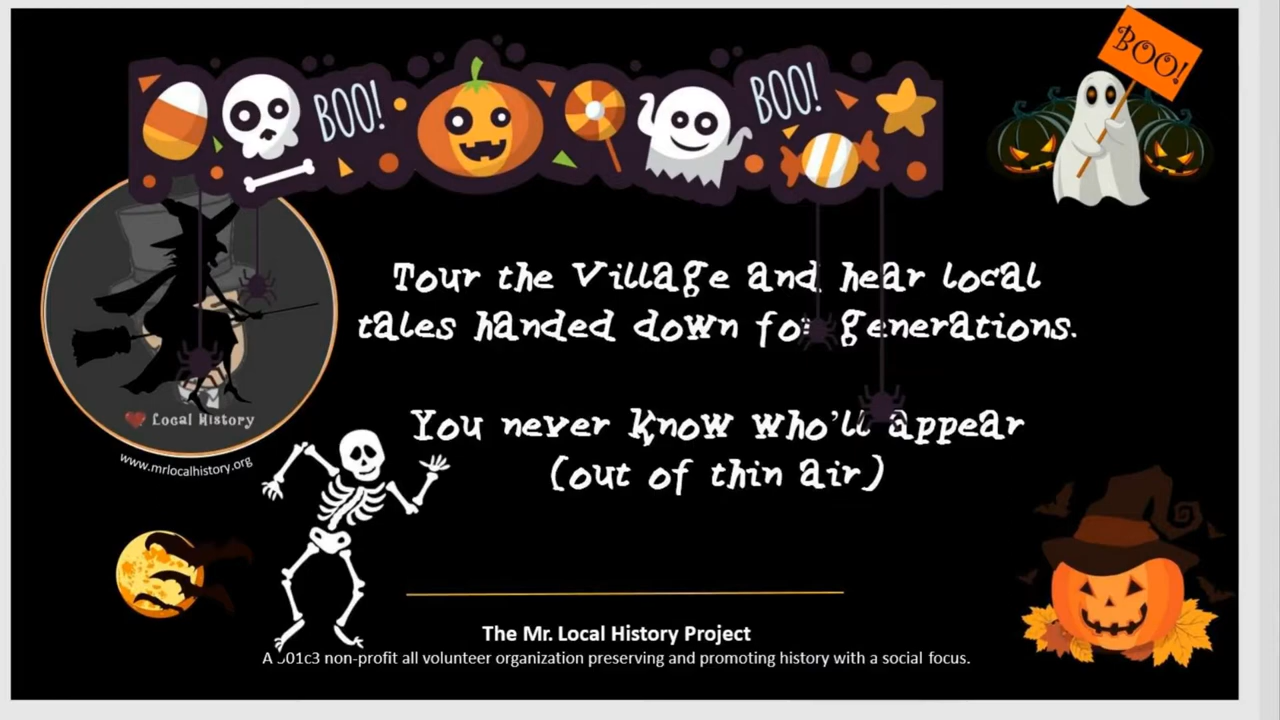 BOO!
BOO!
BOO!
Tour the Village and hear local
tales handed down for generations.
You never know who'll appear
(out of thin air)
Local History
www.mrlocalhistory.org
The Mr. Local History Project
A 501c3 non-profit all volunteer organization preserving and promoting history with a social focus.